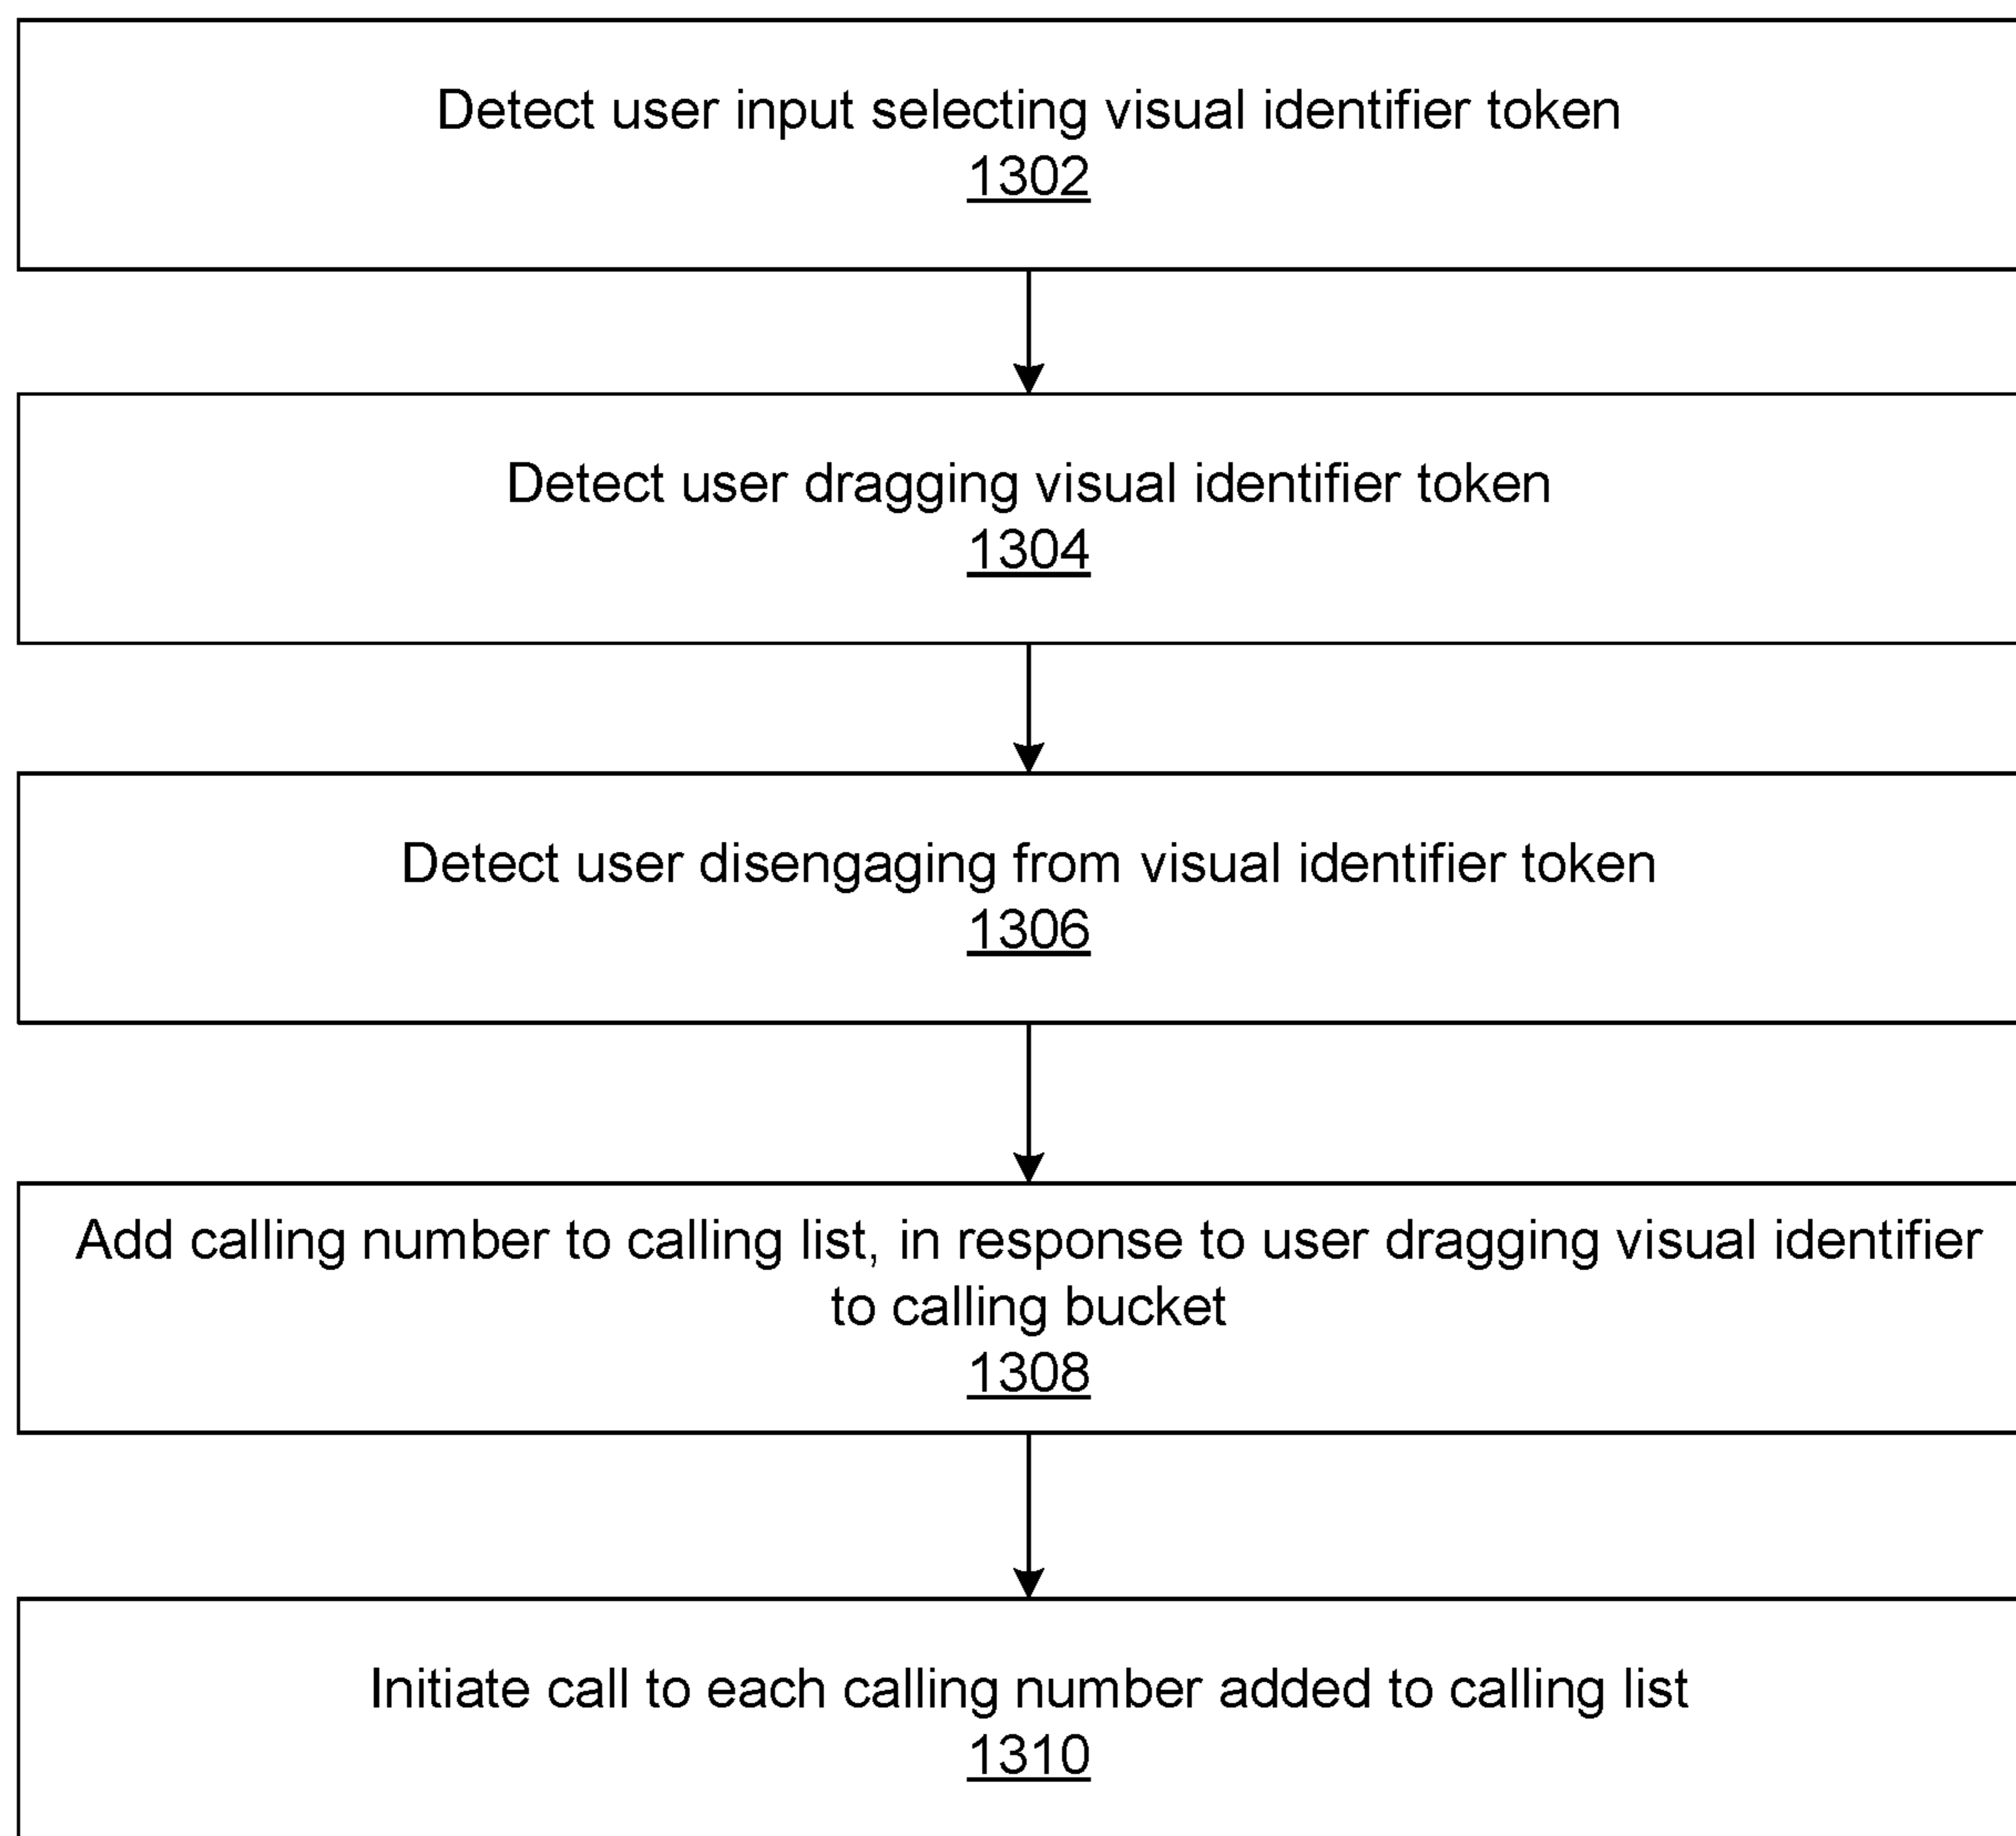 Detect user input selecting visual identifier token
1302
Detect user dragging visual identifier token
1304
Detect user disengaging from visual identifier token
1306
Add calling number to calling list, in response to user dragging visual identifier
to calling bucket
1308
Initiate call to each calling number added to calling list
1310